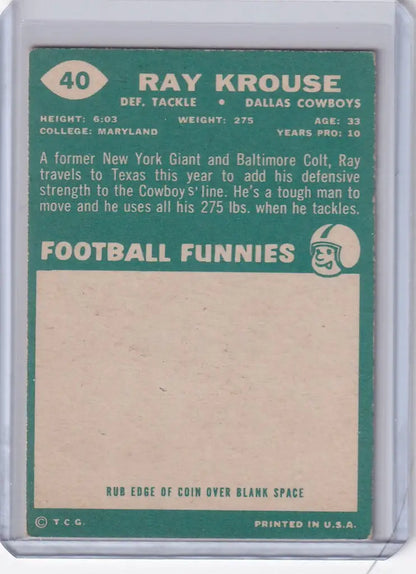 40 RAY KROUSE
DEF. TACKLE • DALLAS COWBOYS
HEIGHT: 6:03 WEIGHT: 275 AGE: 33
COLLEGE: MARYLAND YEARS PRO: 10
A former New York Giant and Baltimore Colt, Ray
travels to Texas this year to add his defensive
strength to the Cowboys' line. He's a tough man to
move and he uses all his 275 lbs. when he tackles.
FOOTBALL FUNNIES
RUB EDGE OF COIN OVER BLANK SPACE
© T.C.G. PRINTED IN U.S.A.